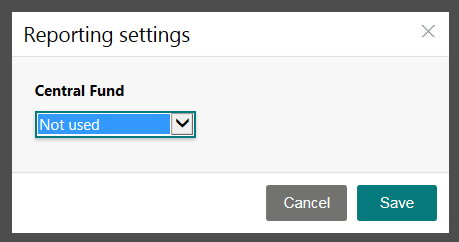 Reporting settings
Central Fund
Not used
Cancel Save